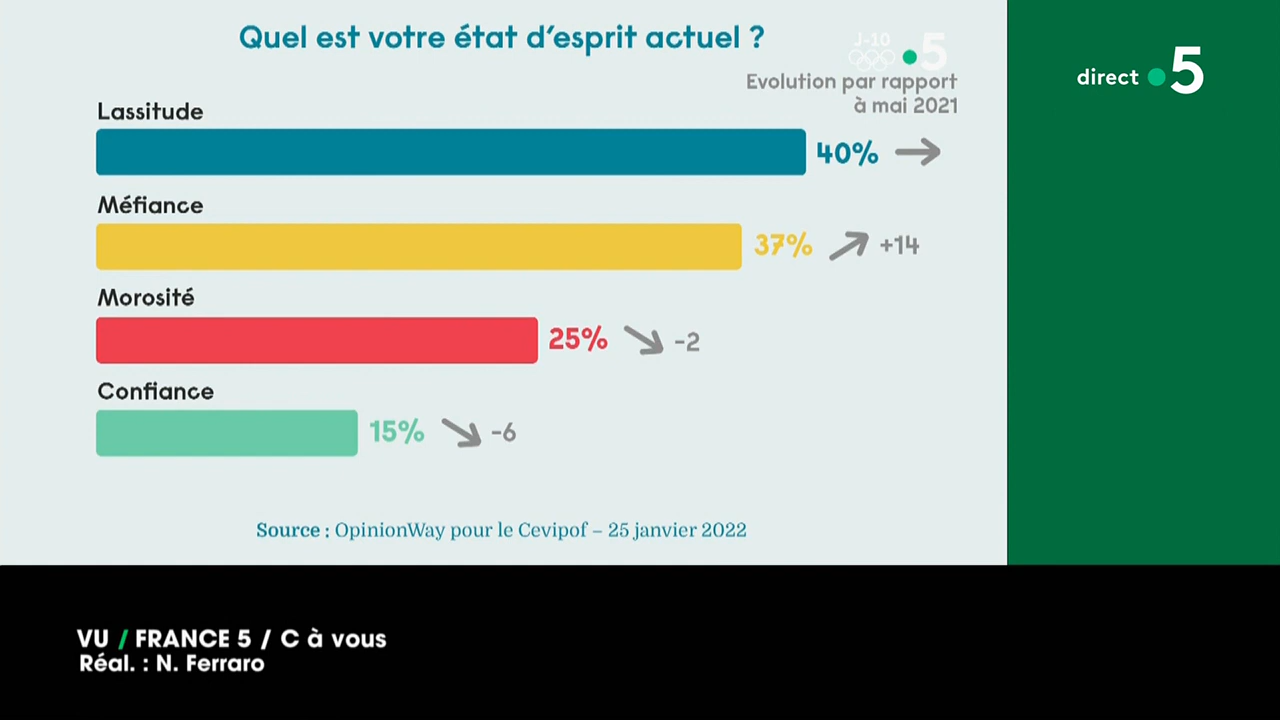 Quel est votre état d'esprit actuel ?
J-10
5
direct 5
Evolution par rapport
à mai 2021
Lassitude
40%
Méfiance
37% +14
Morosité
25% -2
Confiance
15% -6
Source : OpinionWay pour le Cevipof – 25 janvier 2022
VU / FRANCE 5 / C à vous
Réal. : N. Ferraro